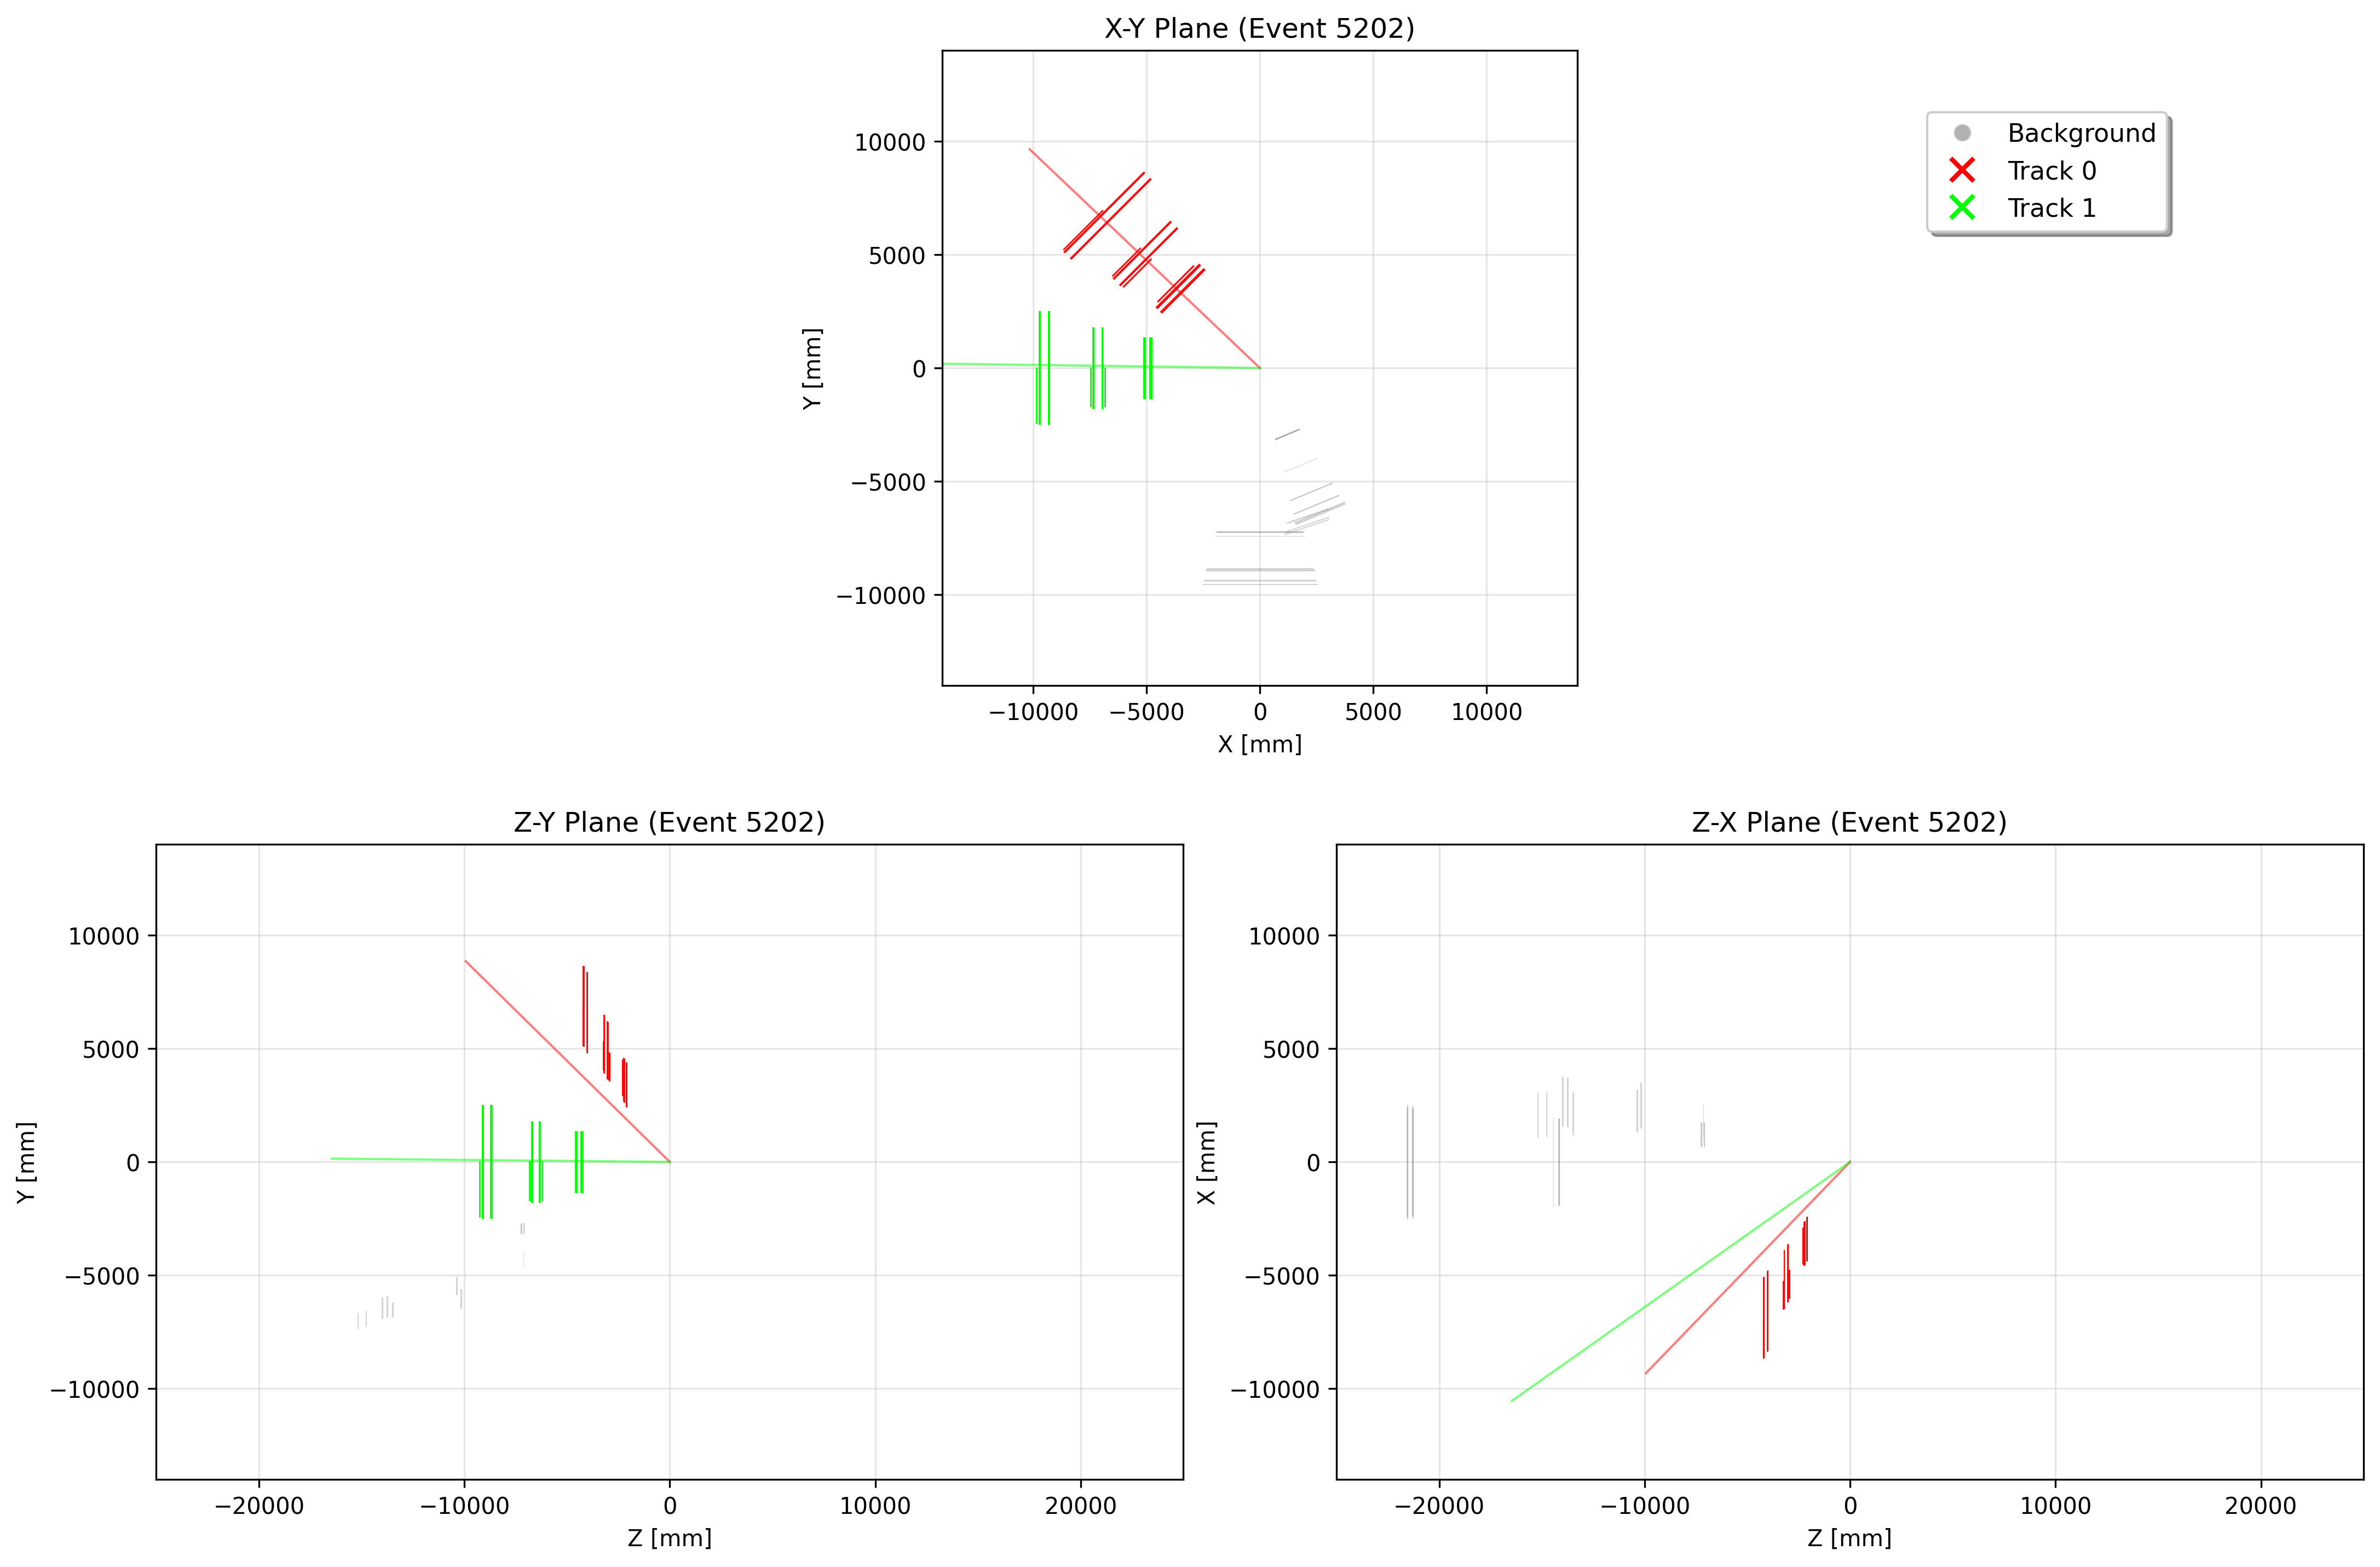 X-Y Plane (Event 5202)
10000
5000
0
−5000
−10000
Y [mm]
−10000 −5000 0 5000 10000
X [mm]
Background
Track 0
Track 1
Z-Y Plane (Event 5202)
10000
5000
0
−5000
−10000
Y [mm]
−20000 −10000 0 10000 20000
Z [mm]
Z-X Plane (Event 5202)
10000
5000
0
−5000
−10000
X [mm]
−20000 −10000 0 10000 20000
Z [mm]